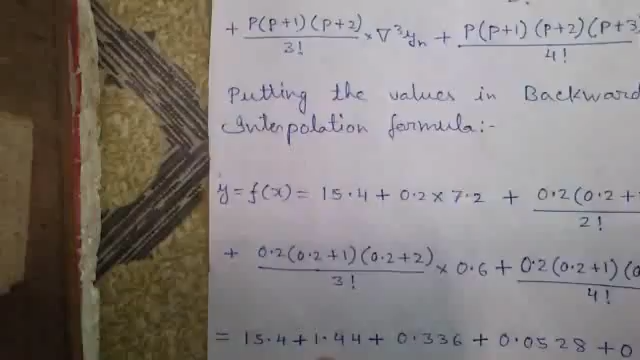 + P(P+1)(P+2)/3! × ∇³yₙ + P(P+1)(P+2)(P+3/4!
Putting the values in Backward
Interpolation formula:-
y = f(x) = 15.4 + 0.2 × 7.2 + 0.2(0.2+/2!
+ 0.2(0.2+1)(0.2+2)/3! × 0.6 + 0.2(0.2+1)(0/4!
= 15.4 + 1.44 + 0.336 + 0.0528 + 0